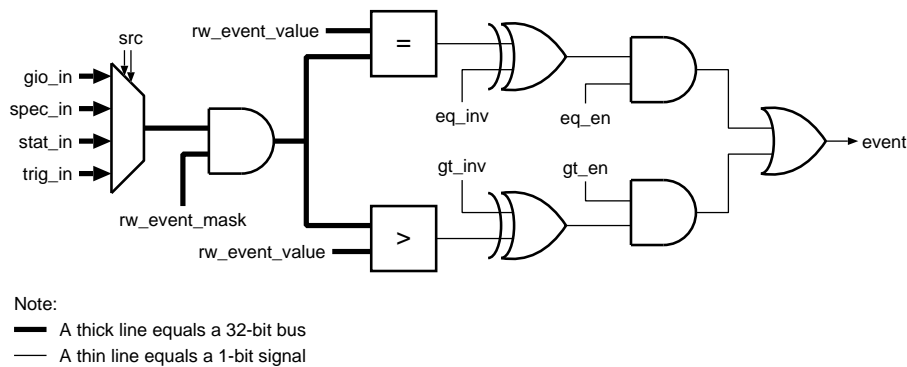 rw_event_value
src
=
gio_in
spec_in
eq_inv
eq_en
stat_in
event
trig_in
gt_inv
gt_en
rw_event_mask
>
rw_event_value
Note:
A thick line equals a 32-bit bus
A thin line equals a 1-bit signal